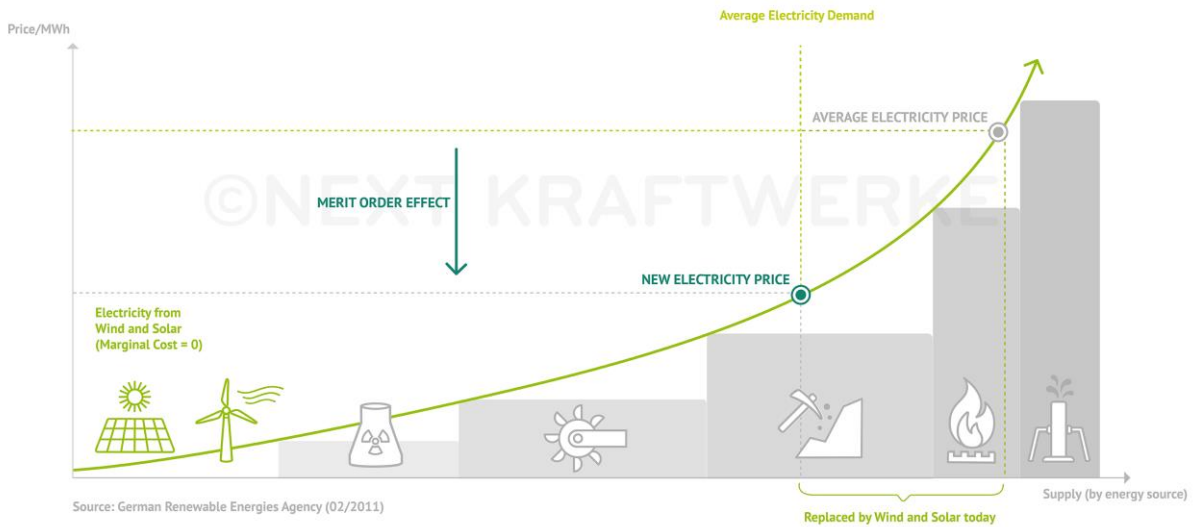 Average Electricity Demand
Price/MWh
AVERAGE ELECTRICITY PRICE
©NEXT KRAFTWERKE
MERIT ORDER EFFECT
NEW ELECTRICITY PRICE
Electricity from
Wind and Solar
(Marginal Cost = 0)
Source: German Renewable Energies Agency (02/2011)
Supply (by energy source)
Replaced by Wind and Solar today